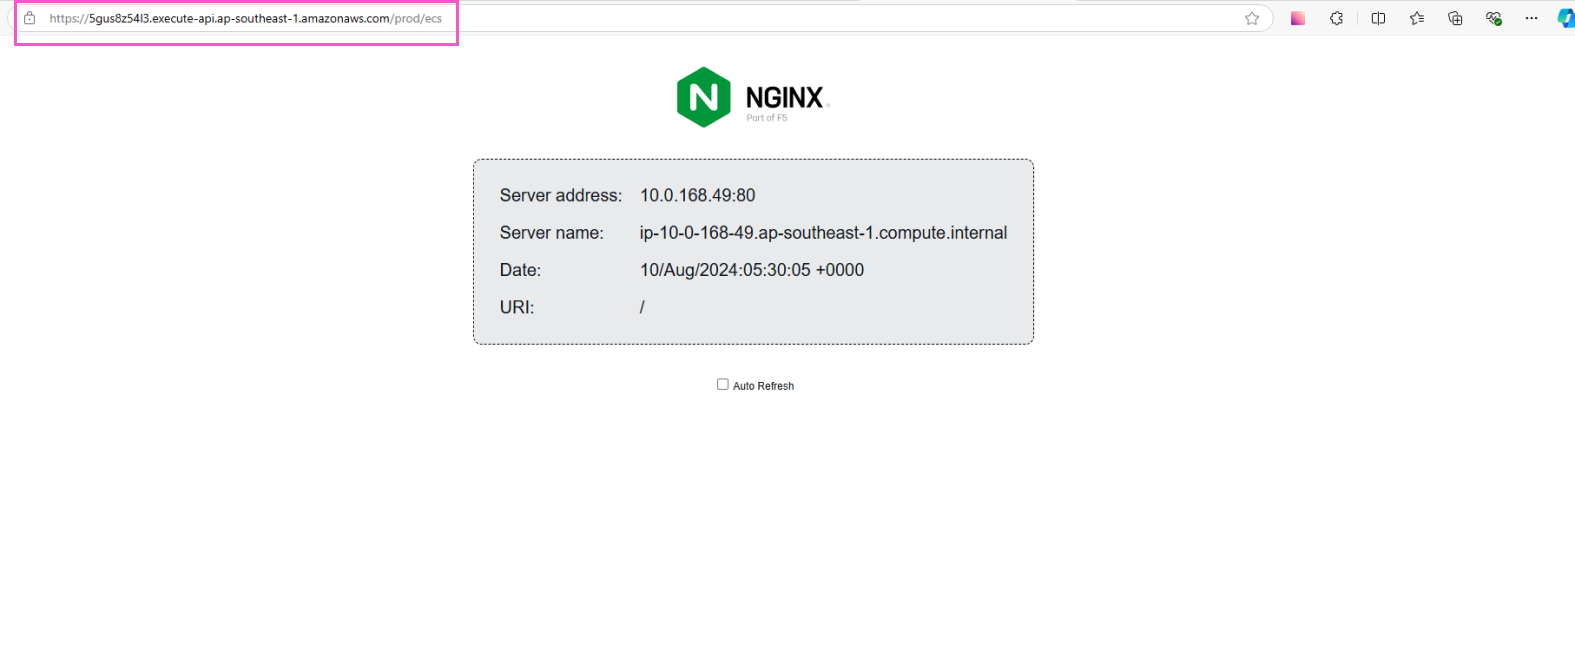 https://5gus8z54l3.execute-api.ap-southeast-1.amazonaws.com/prod/ecs
NGINX
Part of F5
Server address: 10.0.168.49:80
Server name: ip-10-0-168-49.ap-southeast-1.compute.internal
Date: 10/Aug/2024:05:30:05 +0000
URI: /
Auto Refresh